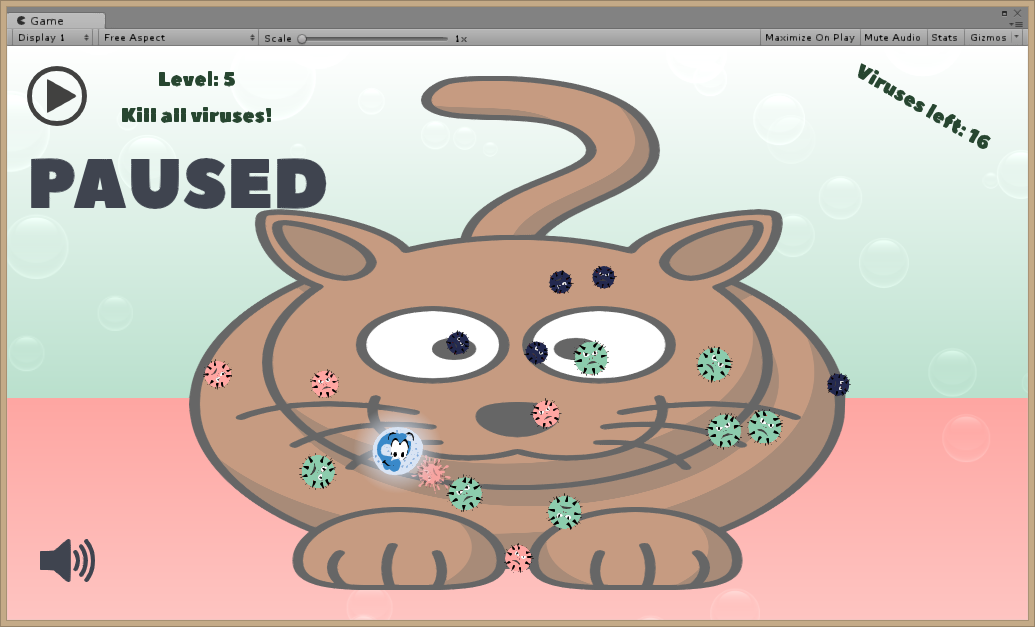 Game
Display 1
Free Aspect
Scale
1x
Maximize On Play
Mute Audio
Stats
Gizmos
Level: 5
Kill all viruses!
Viruses left: 16
PAUSED